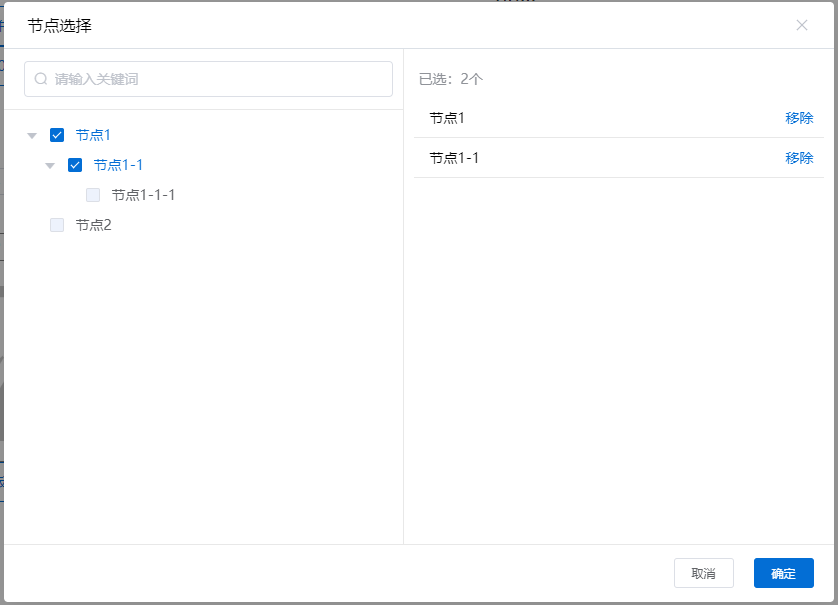 节点选择
请输入关键词
节点1
节点1-1
节点1-1-1
节点2
已选：2个
节点1 移除
节点1-1 移除
取消 确定